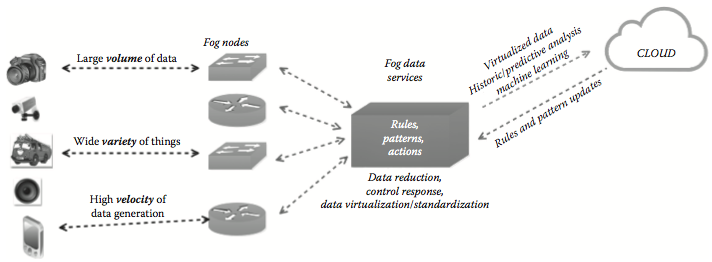 Fog nodes
Large volume of data
Wide variety of things
High velocity of
data generation
Fog data
services
Rules,
patterns,
actions
Data reduction,
control response,
data virtualization/standardization
Virtualized data
Historic/predictive analysis
machine learning
Rules and pattern updates
CLOUD